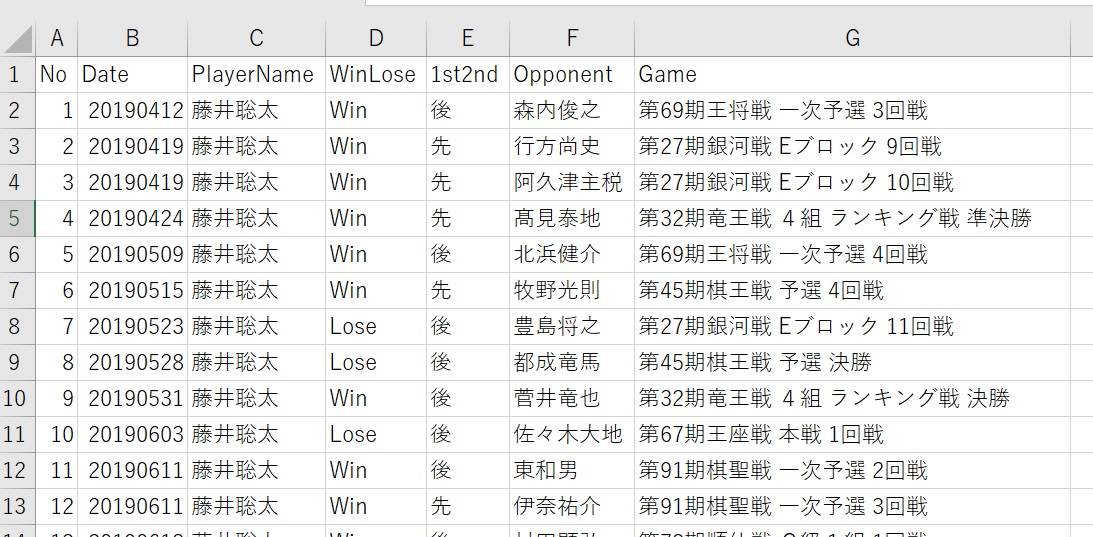 A B C D E F G
1 No Date PlayerName WinLose 1st2nd Opponent Game
2 1 20190412 藤井聡太 Win 後 森内俊之 第69期王将戦 一次予選 3回戦
3 2 20190419 藤井聡太 Win 先 行方尚史 第27期銀河戦 Eブロック 9回戦
4 3 20190419 藤井聡太 Win 先 阿久津主税 第27期銀河戦 Eブロック 10回戦
5 4 20190424 藤井聡太 Win 先 髙見泰地 第32期竜王戦 ４組 ランキング戦 準決勝
6 5 20190509 藤井聡太 Win 後 北浜健介 第69期王将戦 一次予選 4回戦
7 6 20190515 藤井聡太 Win 先 牧野光則 第45期棋王戦 予選 4回戦
8 7 20190523 藤井聡太 Lose 後 豊島将之 第27期銀河戦 Eブロック 11回戦
9 8 20190528 藤井聡太 Lose 後 都成竜馬 第45期棋王戦 予選 決勝
10 9 20190531 藤井聡太 Win 後 菅井竜也 第32期竜王戦 ４組 ランキング戦 決勝
11 10 20190603 藤井聡太 Lose 後 佐々木大地 第67期王座戦 本戦 1回戦
12 11 20190611 藤井聡太 Win 後 東和男 第91期棋聖戦 一次予選 2回戦
13 12 20190611 藤井聡太 Win 先 伊奈祐介 第91期棋聖戦 一次予選 3回戦